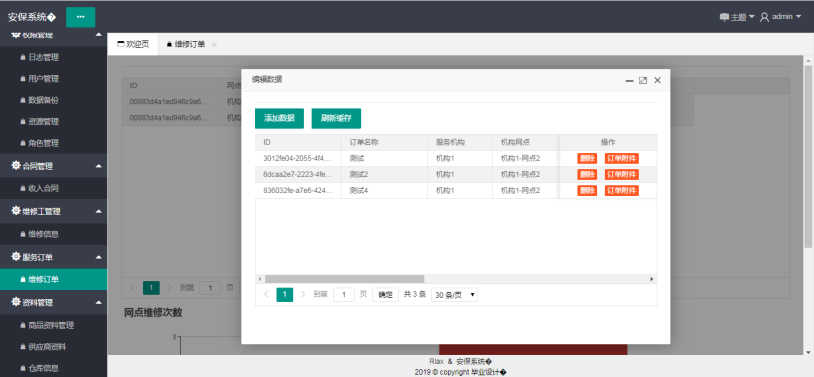 安保系统�
主题
admin
权限管理
日志管理
用户管理
数据备份
资源管理
角色管理
合同管理
收入合同
维修工管理
维修信息
服务订单
维修订单
资料管理
商品资料管理
供应商资料
仓库信息
欢迎页
维修订单
ID
网点
00883d4a1ed946c9a6... 机构
00883d4a1ed946c9a6... 机构
编辑数据
添加数据 刷新缓存
ID 订单名称 服务机构 机构网点 操作
3012fe04-2055-4f4... 测试 机构1 机构1-网点2 删除 订单附件
6dcaa2e7-2223-4fe... 测试2 机构1 机构1-网点2 删除 订单附件
836032fe-a7e6-424... 测试4 机构1 机构1-网点2 删除 订单附件
1 到第 1 页 确定 共 3 条 30 条/页
1 到第 1 页
网点维修次数
3
Rlax & 安保系统�
2019 © copyright 毕业设计�